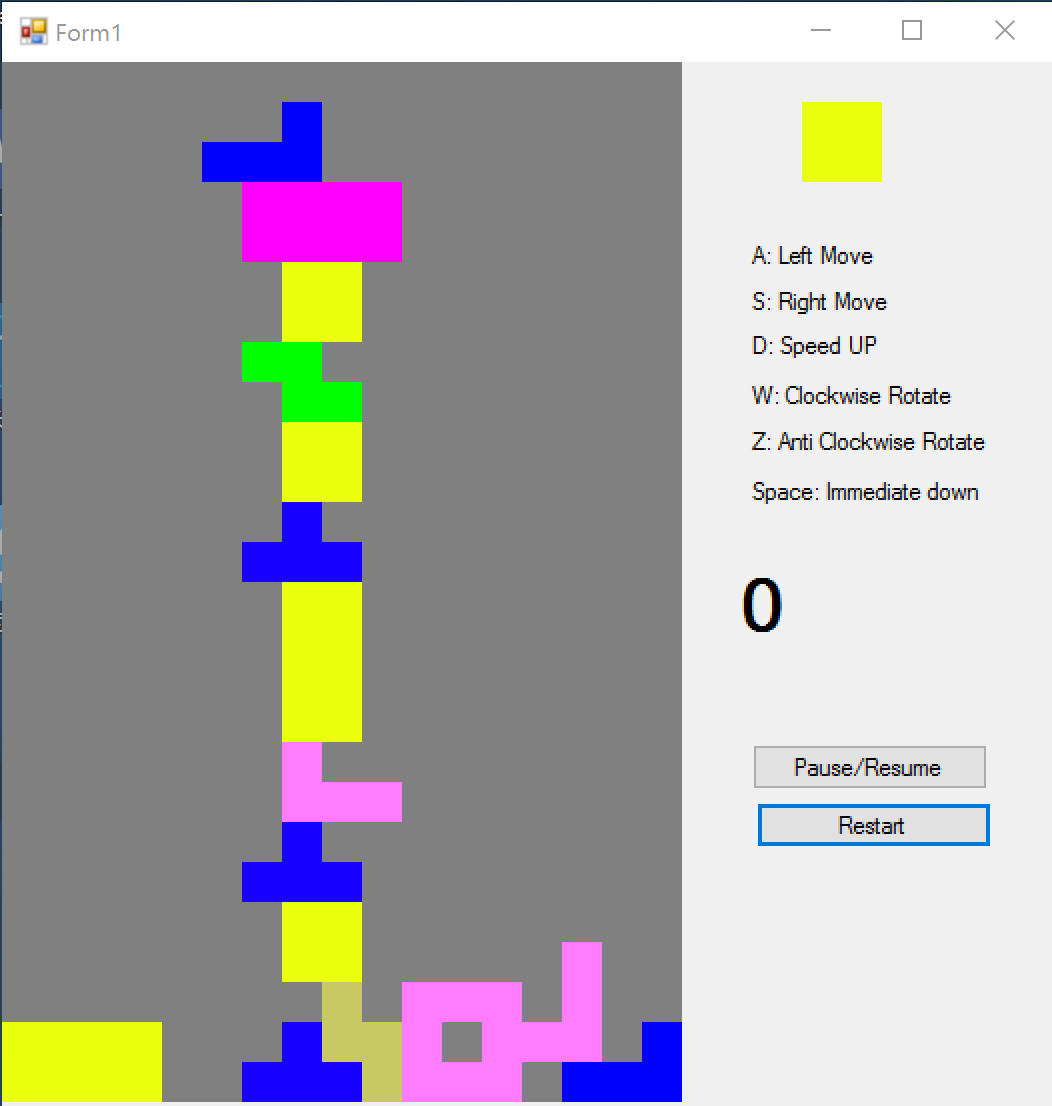 Form1
A: Left Move
S: Right Move
D: Speed UP
W: Clockwise Rotate
Z: Anti Clockwise Rotate
Space: Immediate down
0
Pause/Resume
Restart